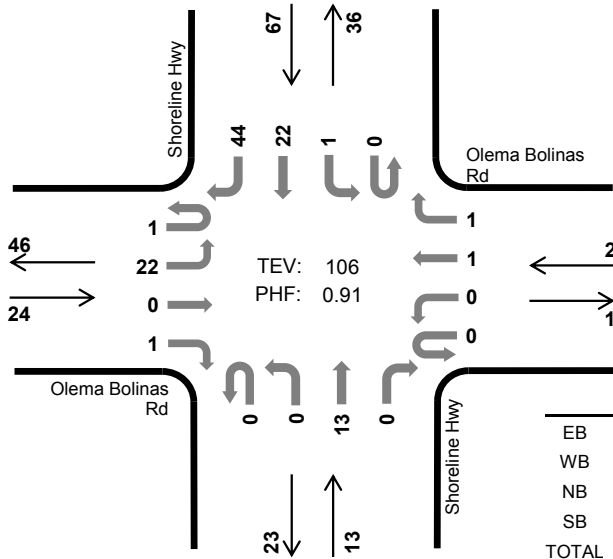 67
36
Shoreline Hwy
44
22
1
0
Olema Bolinas
Rd
1
1
46
22
TEV: 106
1
2
24
0
PHF: 0.91
0
1
1
0
Olema Bolinas
Rd
0
0
13
0
Shoreline Hwy
EB
WB
NB
SB
TOTAL
23
13